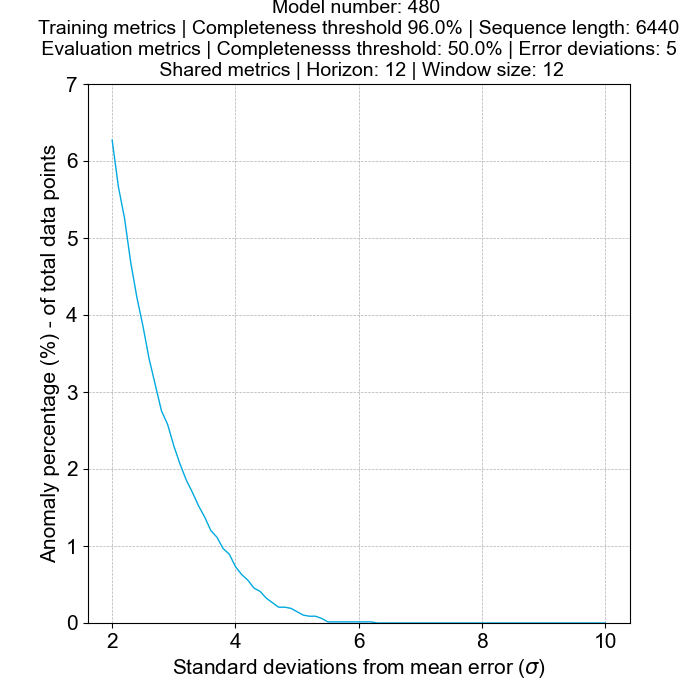 Model number: 480
Training metrics | Completeness threshold 96.0% | Sequence length: 6440
Evaluation metrics | Completenesss threshold: 50.0% | Error deviations: 5
Shared metrics | Horizon: 12 | Window size: 12
Anomaly percentage (%) - of total data points
7
6
5
4
3
2
1
0
2 4 6 8 10
Standard deviations from mean error (σ)